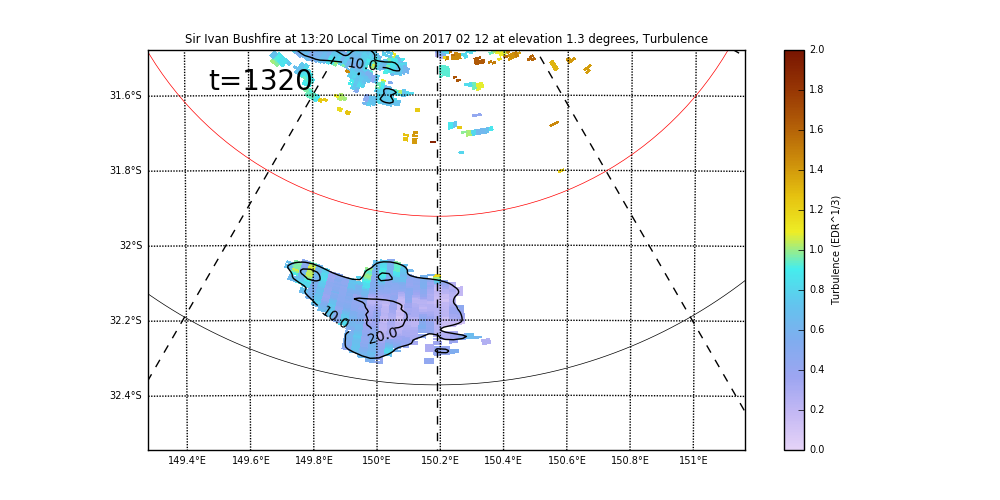 Sir Ivan Bushfire at 13:20 Local Time on 2017 02 12 at elevation 1.3 degrees, Turbulence
t=1320
10.0
31.6°S
31.8°S
32°S
32.2°S
32.4°S
10.0
20.0
149.4°E 149.6°E 149.8°E 150°E 150.2°E 150.4°E 150.6°E 150.8°E 151°E
2.0
1.8
1.6
1.4
1.2
1.0
0.8
0.6
0.4
0.2
0.0
Turbulence (EDR^1/3)